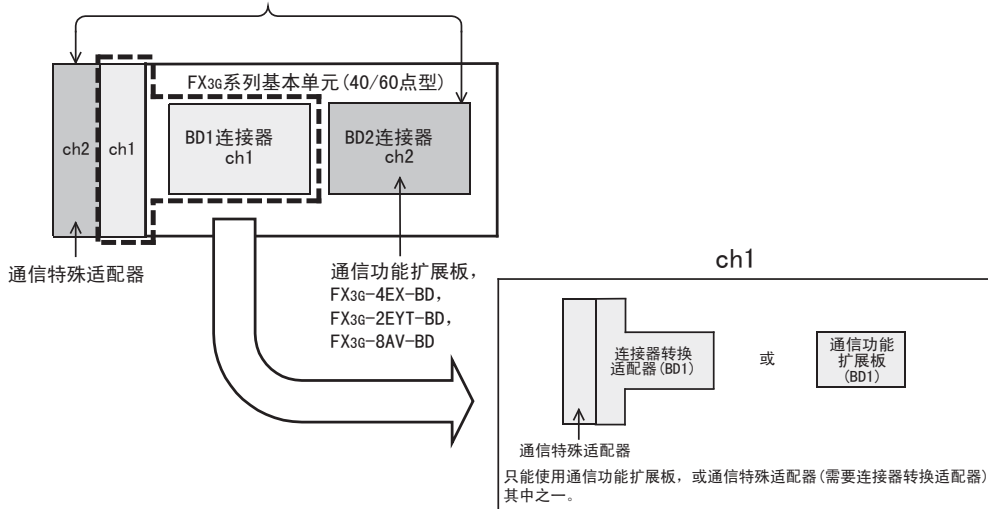 FX3G系列基本单元(40/60点型)
ch2
ch1
BD1连接器
ch1
BD2连接器
ch2
通信特殊适配器
通信功能扩展板，
FX3G-4EX-BD，
FX3G-2EYT-BD，
FX3G-8AV-BD
ch1
连接器转换
适配器(BD1)
或
通信功能
扩展板
(BD1)
通信特殊适配器
只能使用通信功能扩展板，或通信特殊适配器(需要连接器转换适配器)
其中之一。